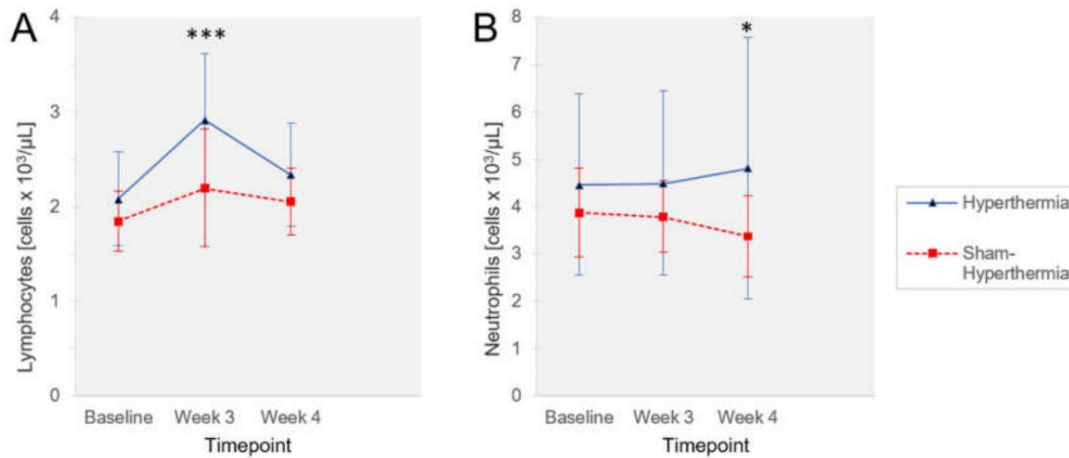 A
***
4
3
2
1
0
Lymphocytes [cells x 10³/µL]
Baseline Week 3 Week 4
Timepoint
B
*
8
7
6
5
4
3
2
1
0
Neutrophils [cells x 10³/µL]
Baseline Week 3 Week 4
Timepoint
Hyperthermia
Sham-
Hyperthermia